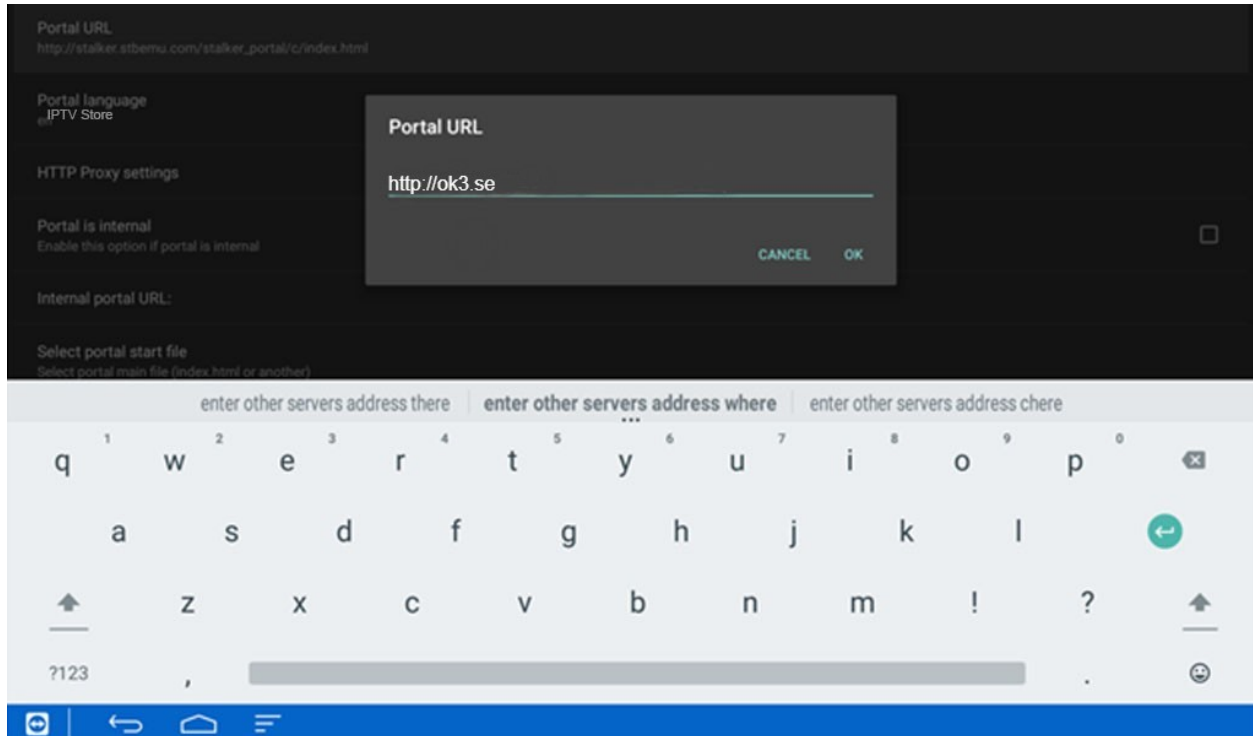 Portal URL
http://stalker.stbemu.com/stalker_portal/c/index.html
Portal language
en
IPTV Store
HTTP Proxy settings
Portal is internal
Enable this option if portal is internal
Internal portal URL:
Select portal start file
Select portal main file (index.html or another)
Portal URL
http://ok3.se
CANCEL OK
enter other servers address there enter other servers address where enter other servers address chere
1 2 3 4 5 6 7 8 9 0
q w e r t y u i o p
a s d f g h j k l
z x c v b n m ! ?
?123 , .